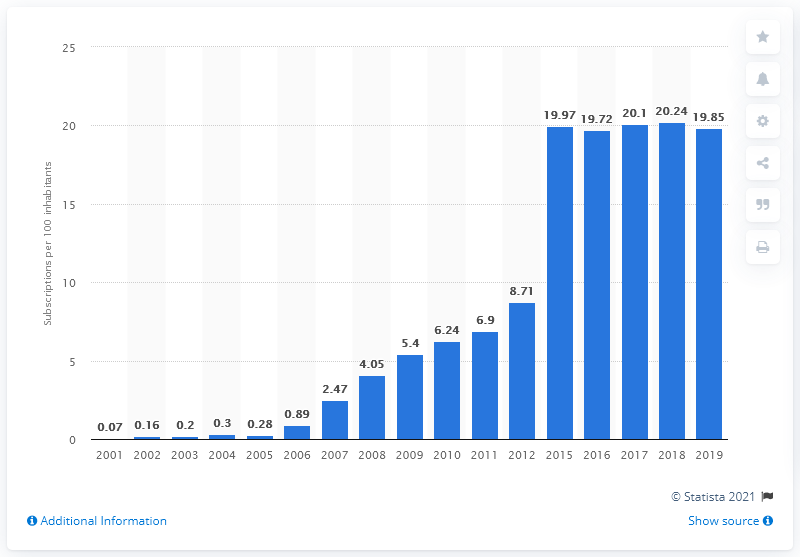 25
20
15
10
5
0
Subscriptions per 100 inhabitants
0.07 0.16 0.2 0.3 0.28 0.89 2.47 4.05 5.4 6.24 6.9 8.71 19.97 19.72 20.1 20.24 19.85
2001 2002 2003 2004 2005 2006 2007 2008 2009 2010 2011 2012 2015 2016 2017 2018 2019
© Statista 2021
Additional Information
Show source